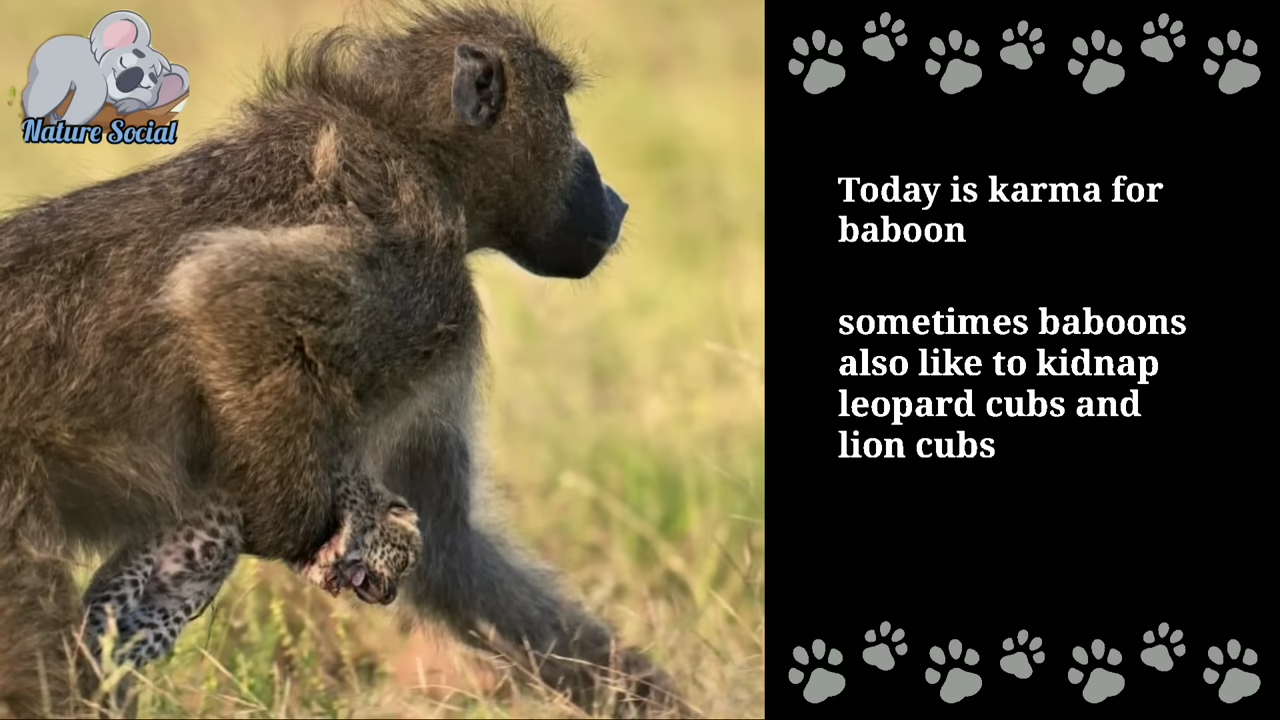 Nature Social
Today is karma for
baboon
sometimes baboons
also like to kidnap
leopard cubs and
lion cubs